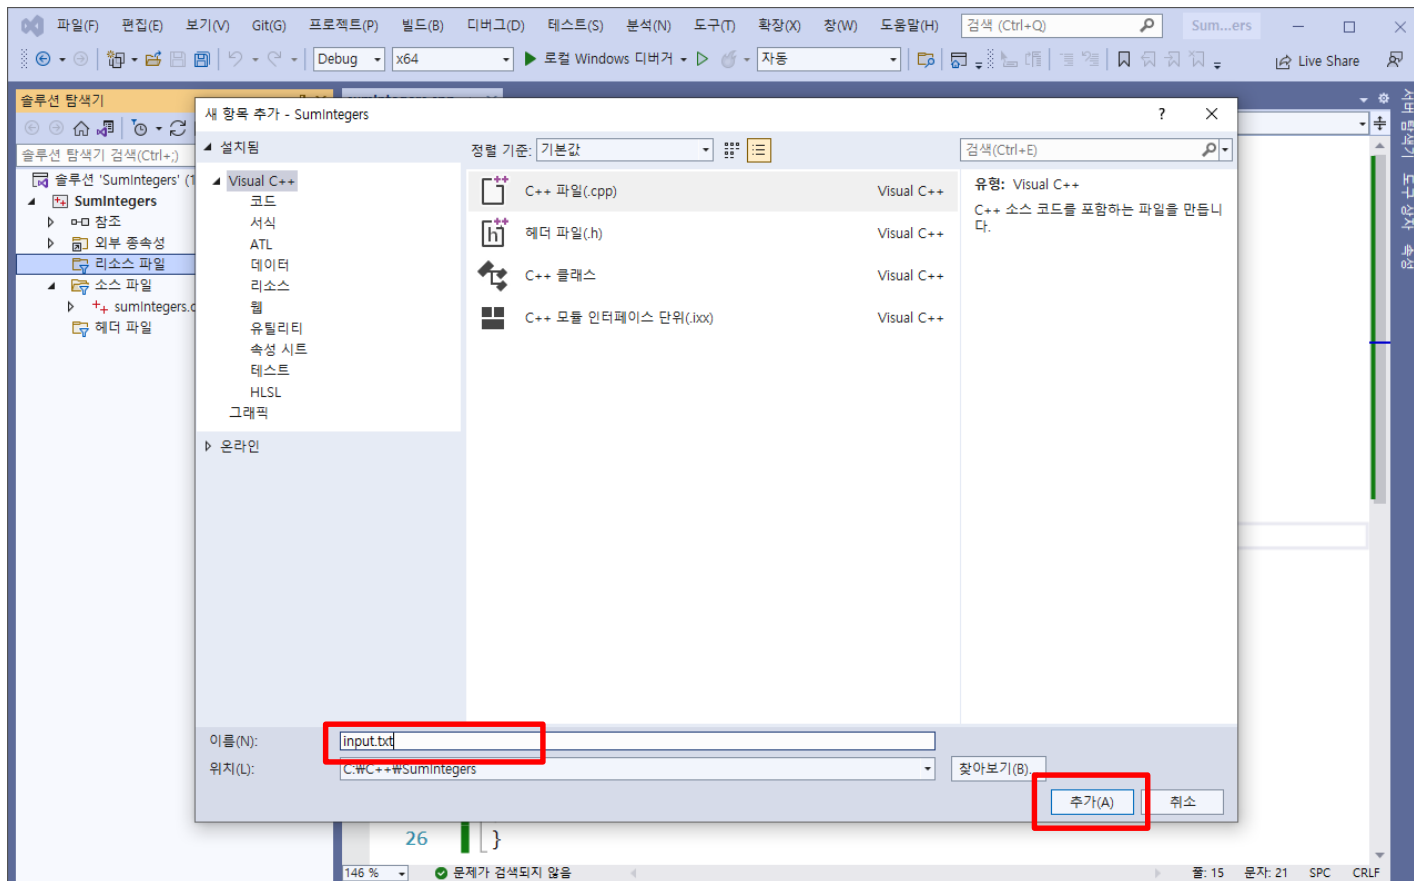 파일(F) 편집(E) 보기(V) Git(G) 프로젝트(P) 빌드(B) 디버그(D) 테스트(S) 분석(N) 도구(T) 확장(X) 창(W) 도움말(H) 검색 (Ctrl+Q) Sum...ers
Debug x64 로컬 Windows 디버거 자동 Live Share
솔루션 탐색기
솔루션 탐색기 검색(Ctrl+;)
솔루션 'SumIntegers' (1
SumIntegers
참조
외부 종속성
리소스 파일
소스 파일
sumIntegers.c
헤더 파일
새 항목 추가 - SumIntegers ?
설치됨
Visual C++
코드
서식
ATL
데이터
리소스
웹
유틸리티
속성 시트
테스트
HLSL
그래픽
온라인
정렬 기준: 기본값
C++ 파일(.cpp) Visual C++
헤더 파일(.h) Visual C++
C++ 클래스 Visual C++
C++ 모듈 인터페이스 단위(.ixx) Visual C++
검색(Ctrl+E)
유형: Visual C++
C++ 소스 코드를 포함하는 파일을 만듭니
다.
이름(N): input.txt
위치(L): C:₩C++₩SumIntegers 찾아보기(B)...
추가(A) 취소
26 }
146 % 문제가 검색되지 않음 줄: 15 문자: 21 SPC CRLF
서버 탐색기
도구 상자
속성